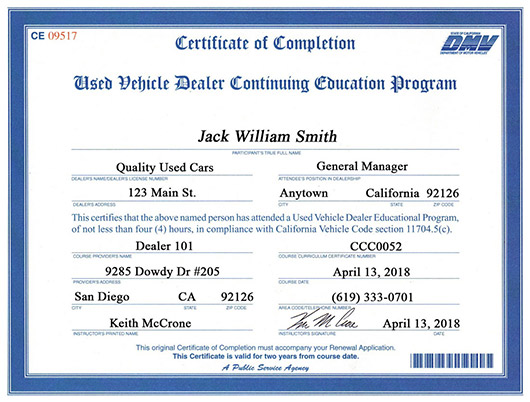 CE 09517
STATE OF CALIFORNIA
DMV
DEPARTMENT OF MOTOR VEHICLES
Certificate of Completion
Used Vehicle Dealer Continuing Education Program
Jack William Smith
PARTICIPANT'S TRUE FULL NAME
Quality Used Cars General Manager
DEALER'S NAME/DEALER'S LICENSE NUMBER ATTENDEE'S POSITION IN DEALERSHIP
123 Main St. Anytown California 92126
DEALER'S ADDRESS CITY STATE ZIP CODE
This certifies that the above named person has attended a Used Vehicle Dealer Educational Program,
of not less than four (4) hours, in compliance with California Vehicle Code section 11704.5(c).
Dealer 101 CCC0052
COURSE PROVIDER'S NAME COURSE CURRICULUM CERTIFICATE NUMBER
9285 Dowdy Dr #205 April 13, 2018
PROVIDER'S ADDRESS COURSE DATE
San Diego CA 92126 (619) 333-0701
CITY STATE ZIP CODE AREA CODE/TELEPHONE NUMBER
Keith McCrone April 13, 2018
INSTRUCTOR'S PRINTED NAME INSTRUCTOR'S SIGNATURE DATE
This original Certificate of Completion must accompany your Renewal Application.
This Certificate is valid for two years from course date.
A Public Service Agency